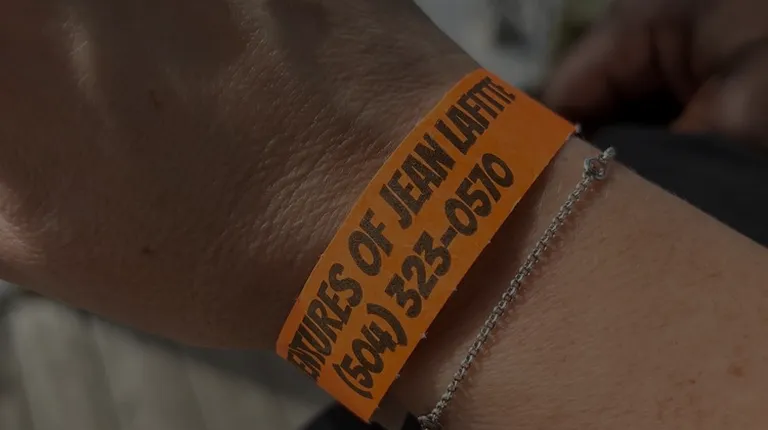 ENTURES OF JEAN LAFITTE
(504) 323-0570